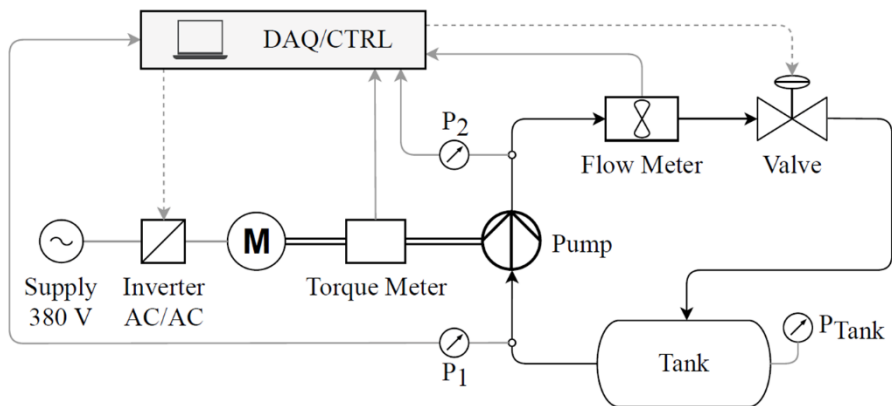 DAQ/CTRL
P2
Flow Meter
Valve
M
Pump
Supply
380 V
Inverter
AC/AC
Torque Meter
P1
Tank
PTank